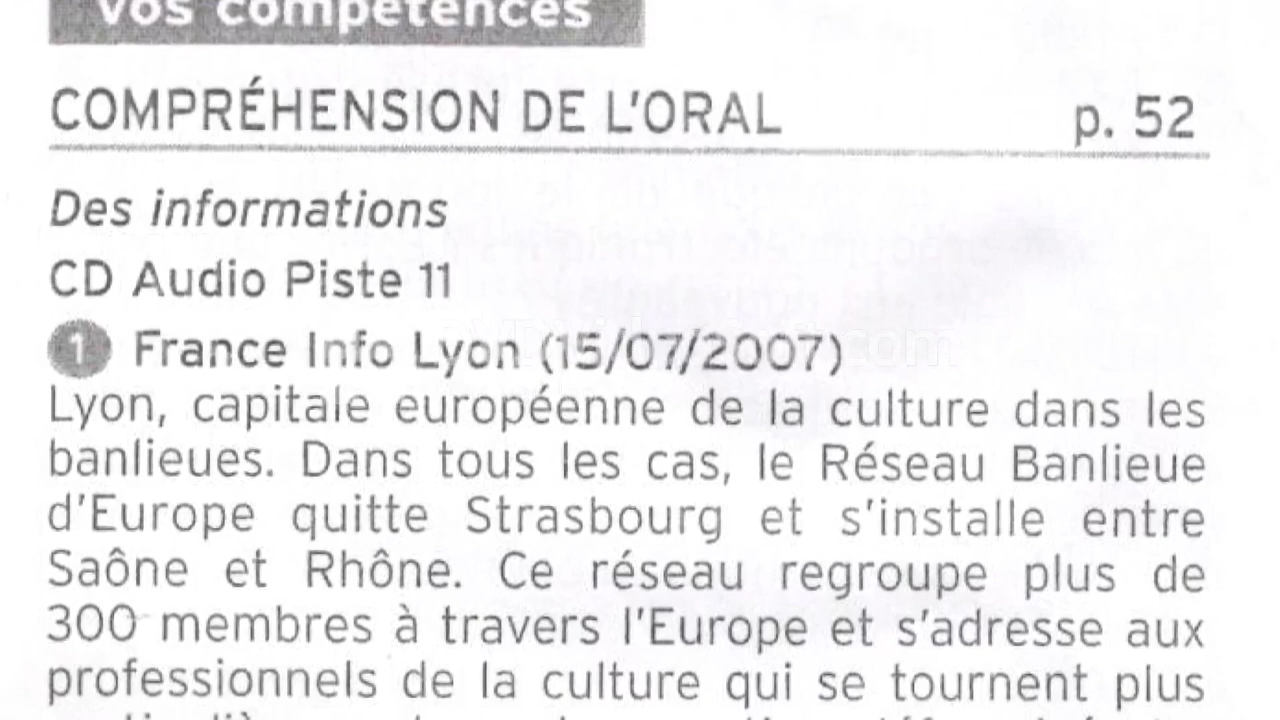 vos compétences
COMPRÉHENSION DE L'ORAL p. 52
Des informations
CD Audio Piste 11
1 France Info Lyon (15/07/2007)
Lyon, capitale européenne de la culture dans les
banlieues. Dans tous les cas, le Réseau Banlieue
d'Europe quitte Strasbourg et s'installe entre
Saône et Rhône. Ce réseau regroupe plus de
300 membres à travers l'Europe et s'adresse aux
professionnels de la culture qui se tournent plus